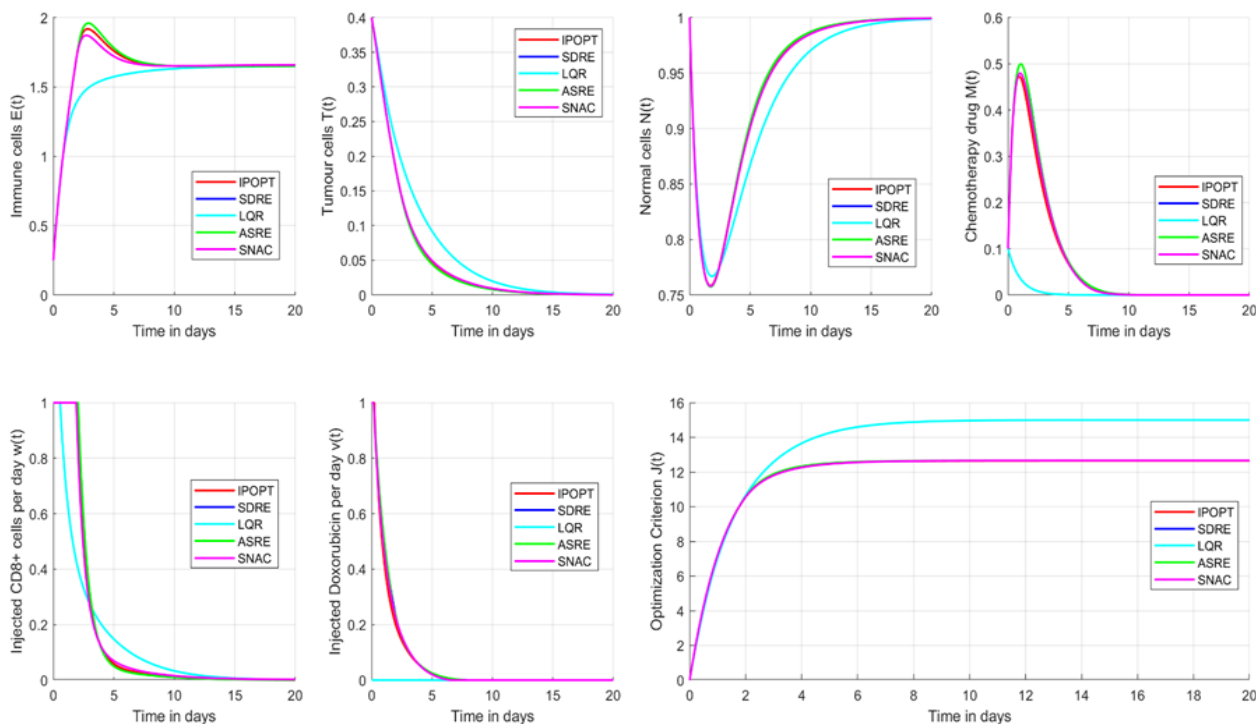 Immune cells E(t)
2
1.5
1
0.5
0
0
5
10
15
20
Time in days
IPOPT
SDRE
LQR
ASRE
SNAC
Tumour cells T(t)
0.4
0.35
0.3
0.25
0.2
0.15
0.1
0.05
0
0
5
10
15
20
Time in days
IPOPT
SDRE
LQR
ASRE
SNAC
Normal cells N(t)
1
0.95
0.9
0.85
0.8
0.75
0
5
10
15
20
Time in days
IPOPT
SDRE
LQR
ASRE
SNAC
Chemotherapy drug M(t)
0.6
0.5
0.4
0.3
0.2
0.1
0
0
5
10
15
20
Time in days
IPOPT
SDRE
LQR
ASRE
SNAC
Injected CD8+ cells per day w(t)
1
0.8
0.6
0.4
0.2
0
0
5
10
15
20
Time in days
IPOPT
SDRE
LQR
ASRE
SNAC
Injected Doxorubicin per day v(t)
1
0.8
0.6
0.4
0.2
0
0
5
10
15
20
Time in days
IPOPT
SDRE
LQR
ASRE
SNAC
Optimization Criterion J(t)
16
14
12
10
8
6
4
2
0
0
2
4
6
8
10
12
14
16
18
20
Time in days
IPOPT
SDRE
LQR
ASRE
SNAC